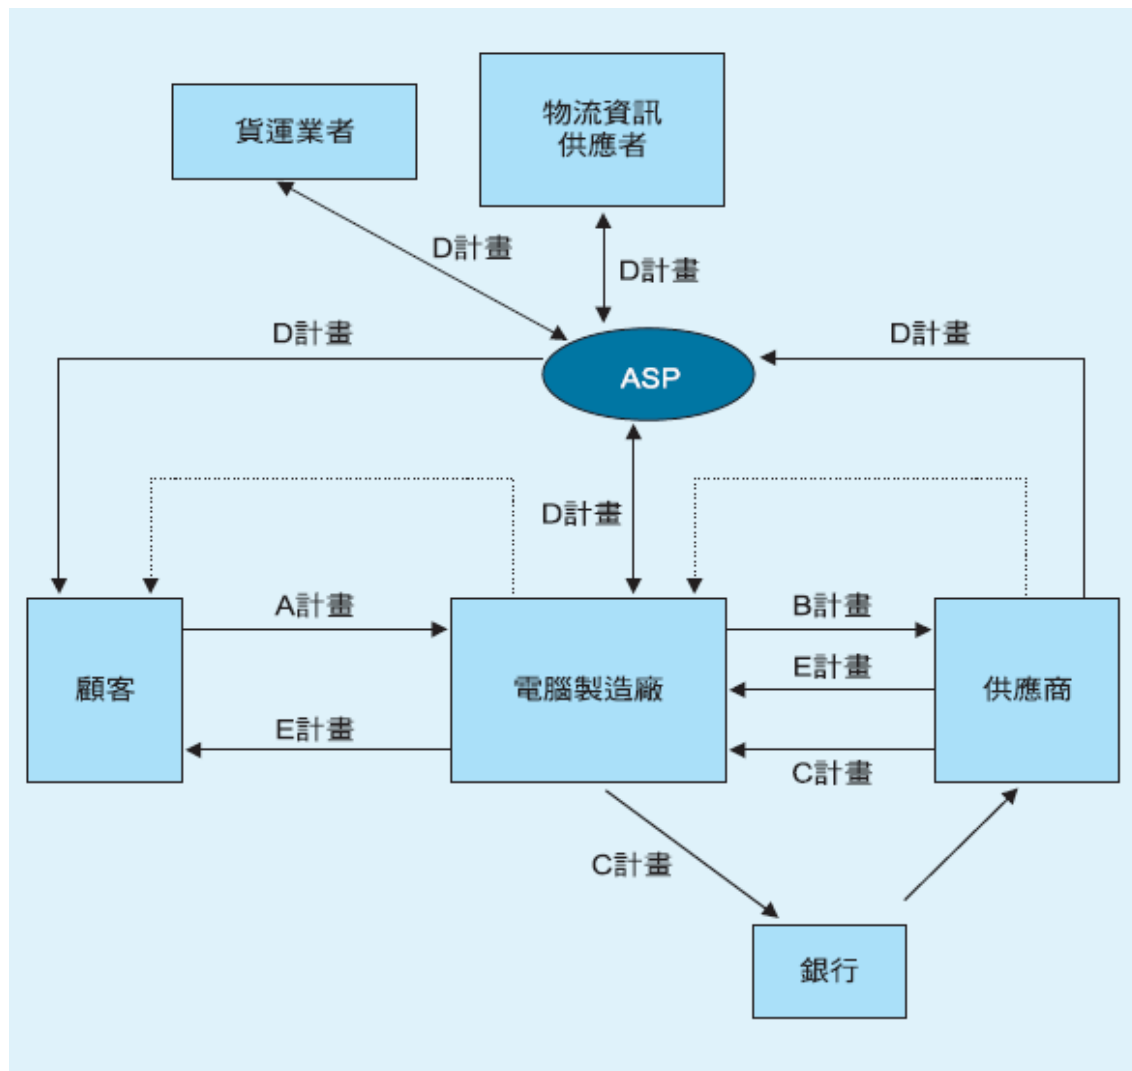 貨運業者
物流資訊
供應者
D計畫
D計畫
D計畫
D計畫
ASP
D計畫
A計畫
B計畫
E計畫
顧客
電腦製造廠
供應商
E計畫
C計畫
C計畫
銀行